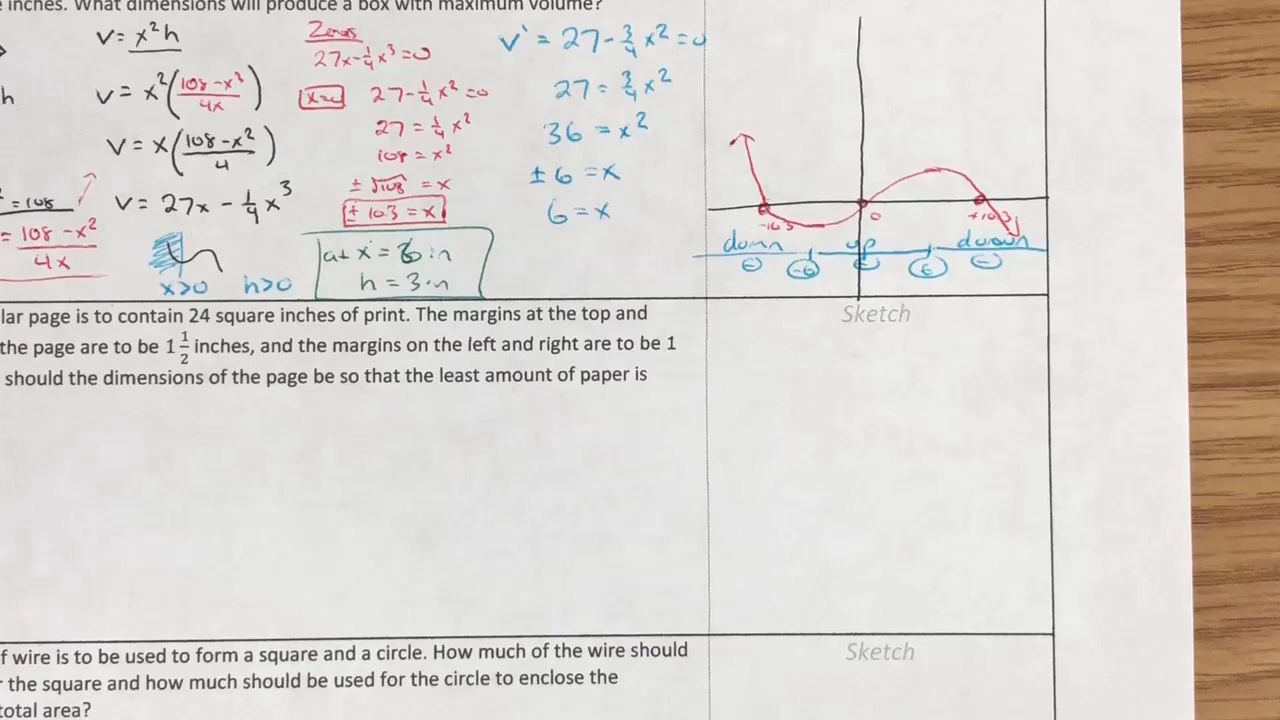 e inches. What dimensions will produce a box with maximum volume?
V = x²h
h
V = x²(108-x²/4x)
V = x(108-x²/4)
² = 108
V = 27x - 1/4x³
= 108-x²/4x
x>0 h>0
Zeros
27x-1/4x³=0
27-1/4x²=0
27 = 1/4x²
108 = x²
±√108 = x
± 10.3 = x
at x = 6 in
h = 3 in
V' = 27-3/4x²=0
27 = 3/4x²
36 = x²
±6 = x
6 = x
0
down up down
- -6 6 -
lar page is to contain 24 square inches of print. The margins at the top and
the page are to be 1 1/2 inches, and the margins on the left and right are to be 1
should the dimensions of the page be so that the least amount of paper is
Sketch
f wire is to be used to form a square and a circle. How much of the wire should
r the square and how much should be used for the circle to enclose the
total area?
Sketch